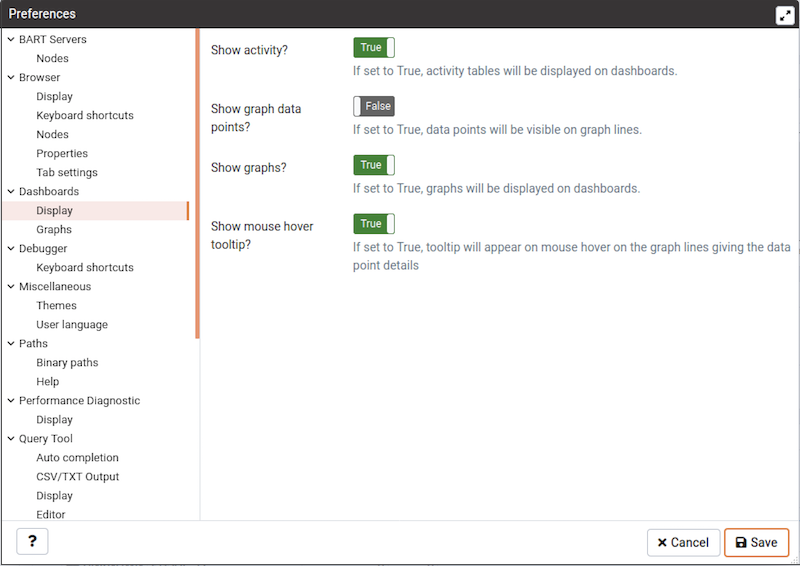 Preferences
BART Servers
Nodes
Browser
Display
Keyboard shortcuts
Nodes
Properties
Tab settings
Dashboards
Display
Graphs
Debugger
Keyboard shortcuts
Miscellaneous
Themes
User language
Paths
Binary paths
Help
Performance Diagnostic
Display
Query Tool
Auto completion
CSV/TXT Output
Display
Editor
Show activity?
True
If set to True, activity tables will be displayed on dashboards.
Show graph data
points?
False
If set to True, data points will be visible on graph lines.
Show graphs?
True
If set to True, graphs will be displayed on dashboards.
Show mouse hover
tooltip?
True
If set to True, tooltip will appear on mouse hover on the graph lines giving the data
point details
?
Cancel
Save